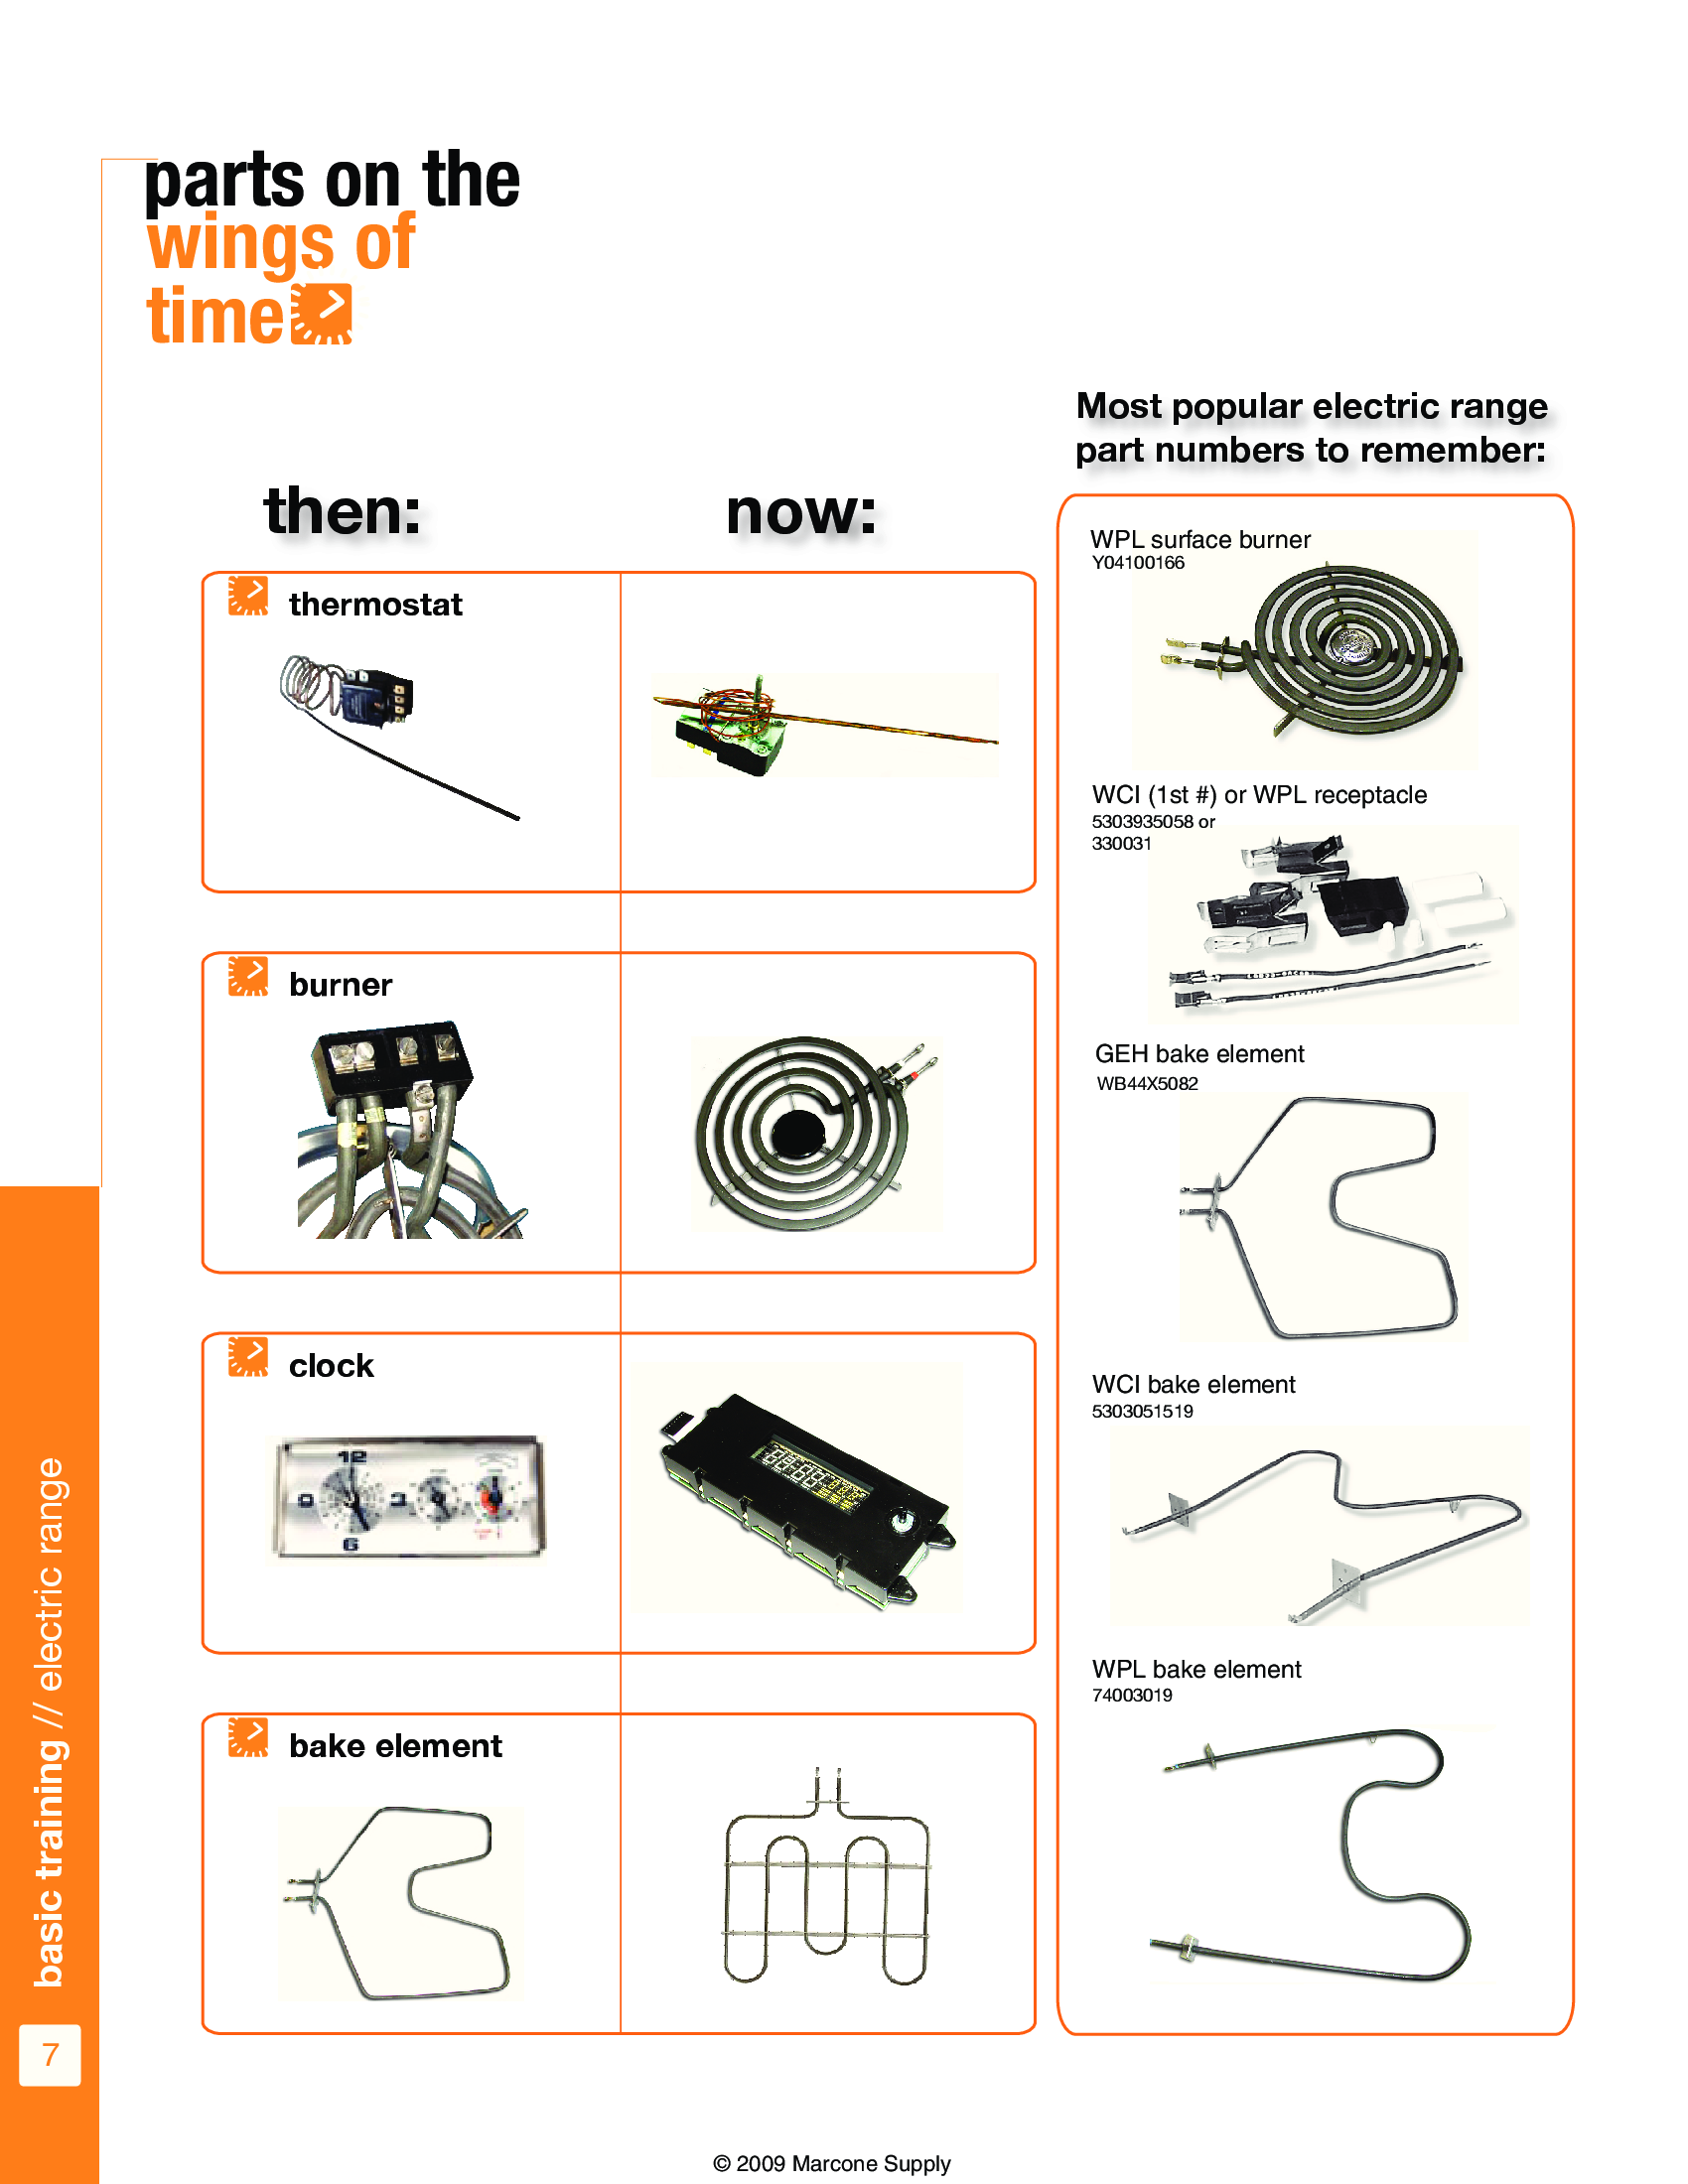 parts on the
wings of
time
then:
now:
thermostat
burner
clock
12
6
bake element
Most popular electric range
part numbers to remember:
WPL surface burner
Y04100166
WCI (1st #) or WPL receptacle
5303935058 or
330031
GEH bake element
WB44X5082
WCI bake element
5303051519
WPL bake element
74003019
basic training // electric range
7
© 2009 Marcone Supply